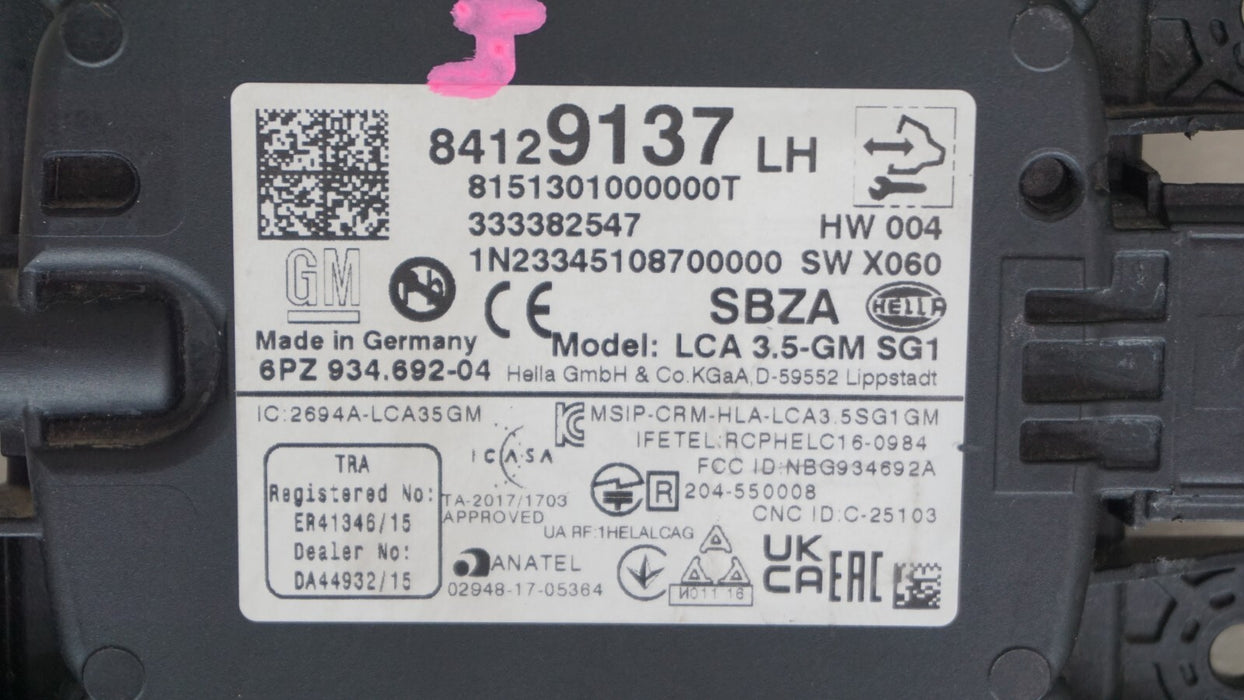 84129137 LH
8151301000000T
333382547 HW 004
1N23345108700000 SW X060
GM
CE SBZA HELLA
Made in Germany Model: LCA 3.5-GM SG1
6PZ 934.692-04 Hella GmbH & Co.KGaA,D-59552 Lippstadt
IC:2694A-LCA35GM MSIP-CRM-HLA-LCA3.5SG1GM
IFETEL:RCPHELC16-0984
ICASA FCC ID:NBG934692A
TRA
Registered No:
ER41346/15
Dealer No:
DA44932/15
TA-2017/1703
APPROVED
R 204-550008
CNC ID:C-25103
UA RF:1HELALCAG
ANATEL
02948-17-05364
UK
CA EAC